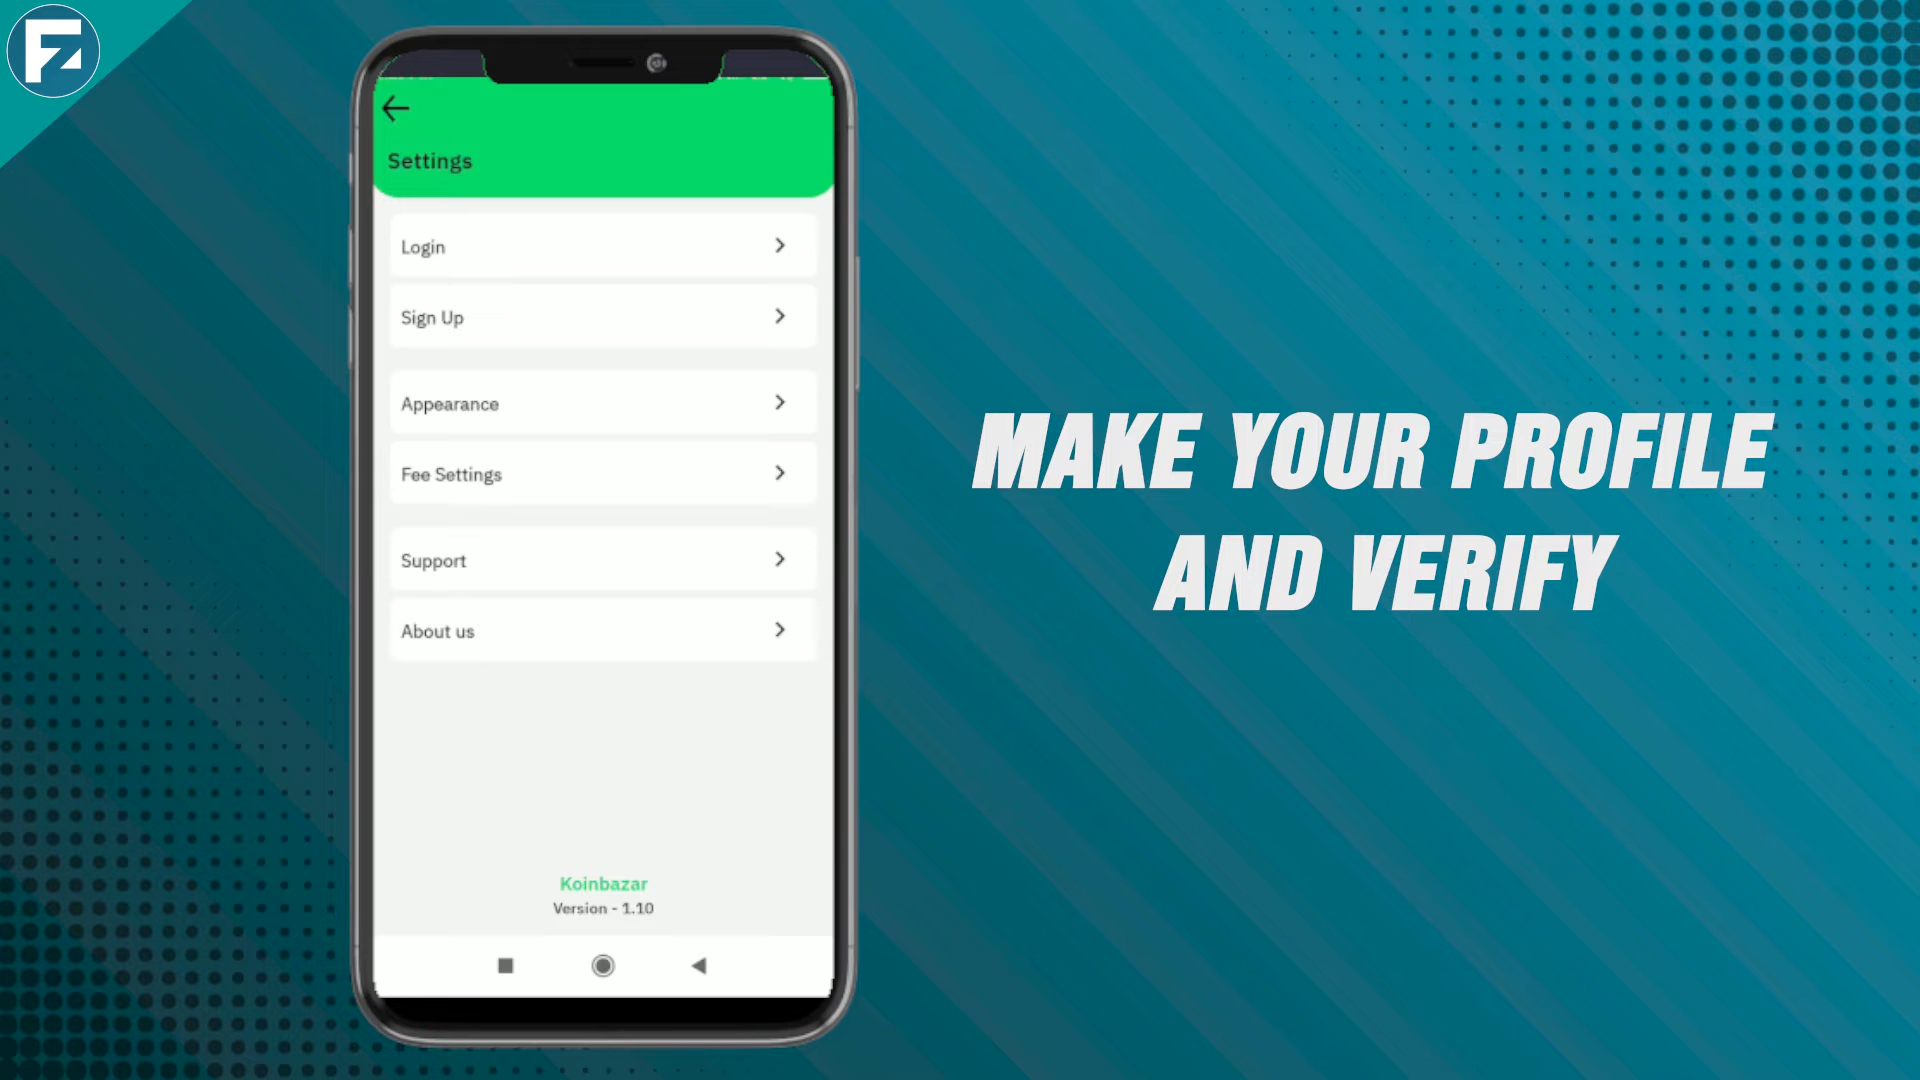 FZ
Settings
Login
Sign Up
Appearance
Fee Settings
Support
About us
Koinbazar
Version - 1.10
MAKE YOUR PROFILE
AND VERIFY